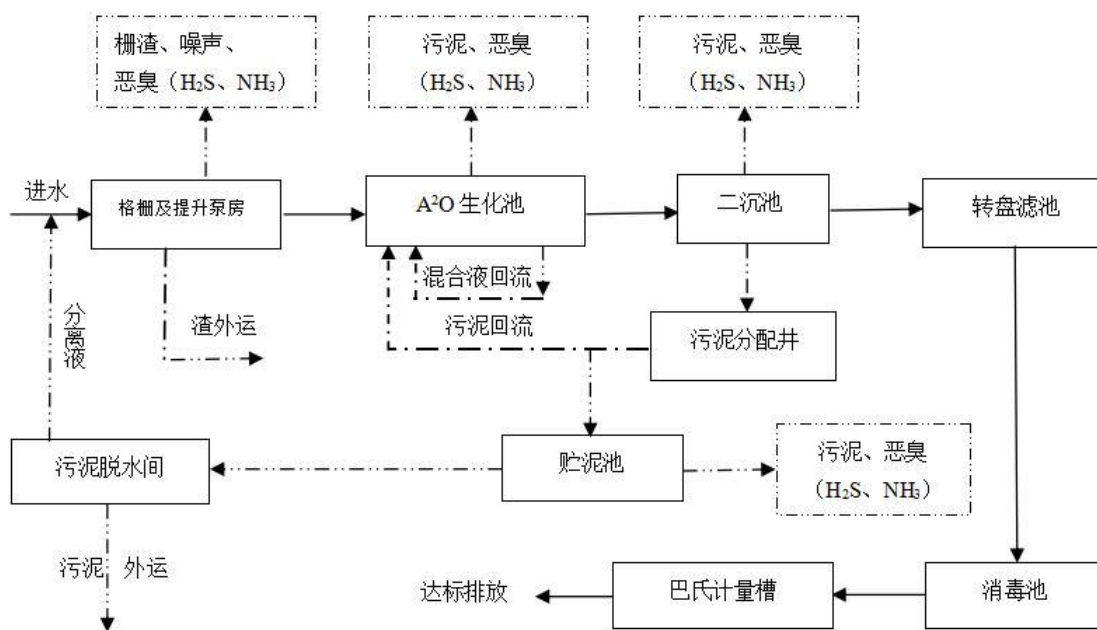 栅渣、噪声、
恶臭（H₂S、NH₃）
污泥、恶臭
（H₂S、NH₃）
污泥、恶臭
（H₂S、NH₃）
进水
格栅及提升泵房
A²O 生化池
二沉池
转盘滤池
混合液回流
分离液
渣外运
污泥回流
污泥分配井
污泥脱水间
贮泥池
污泥、恶臭
（H₂S、NH₃）
污泥 外运
达标排放
巴氏计量槽
消毒池